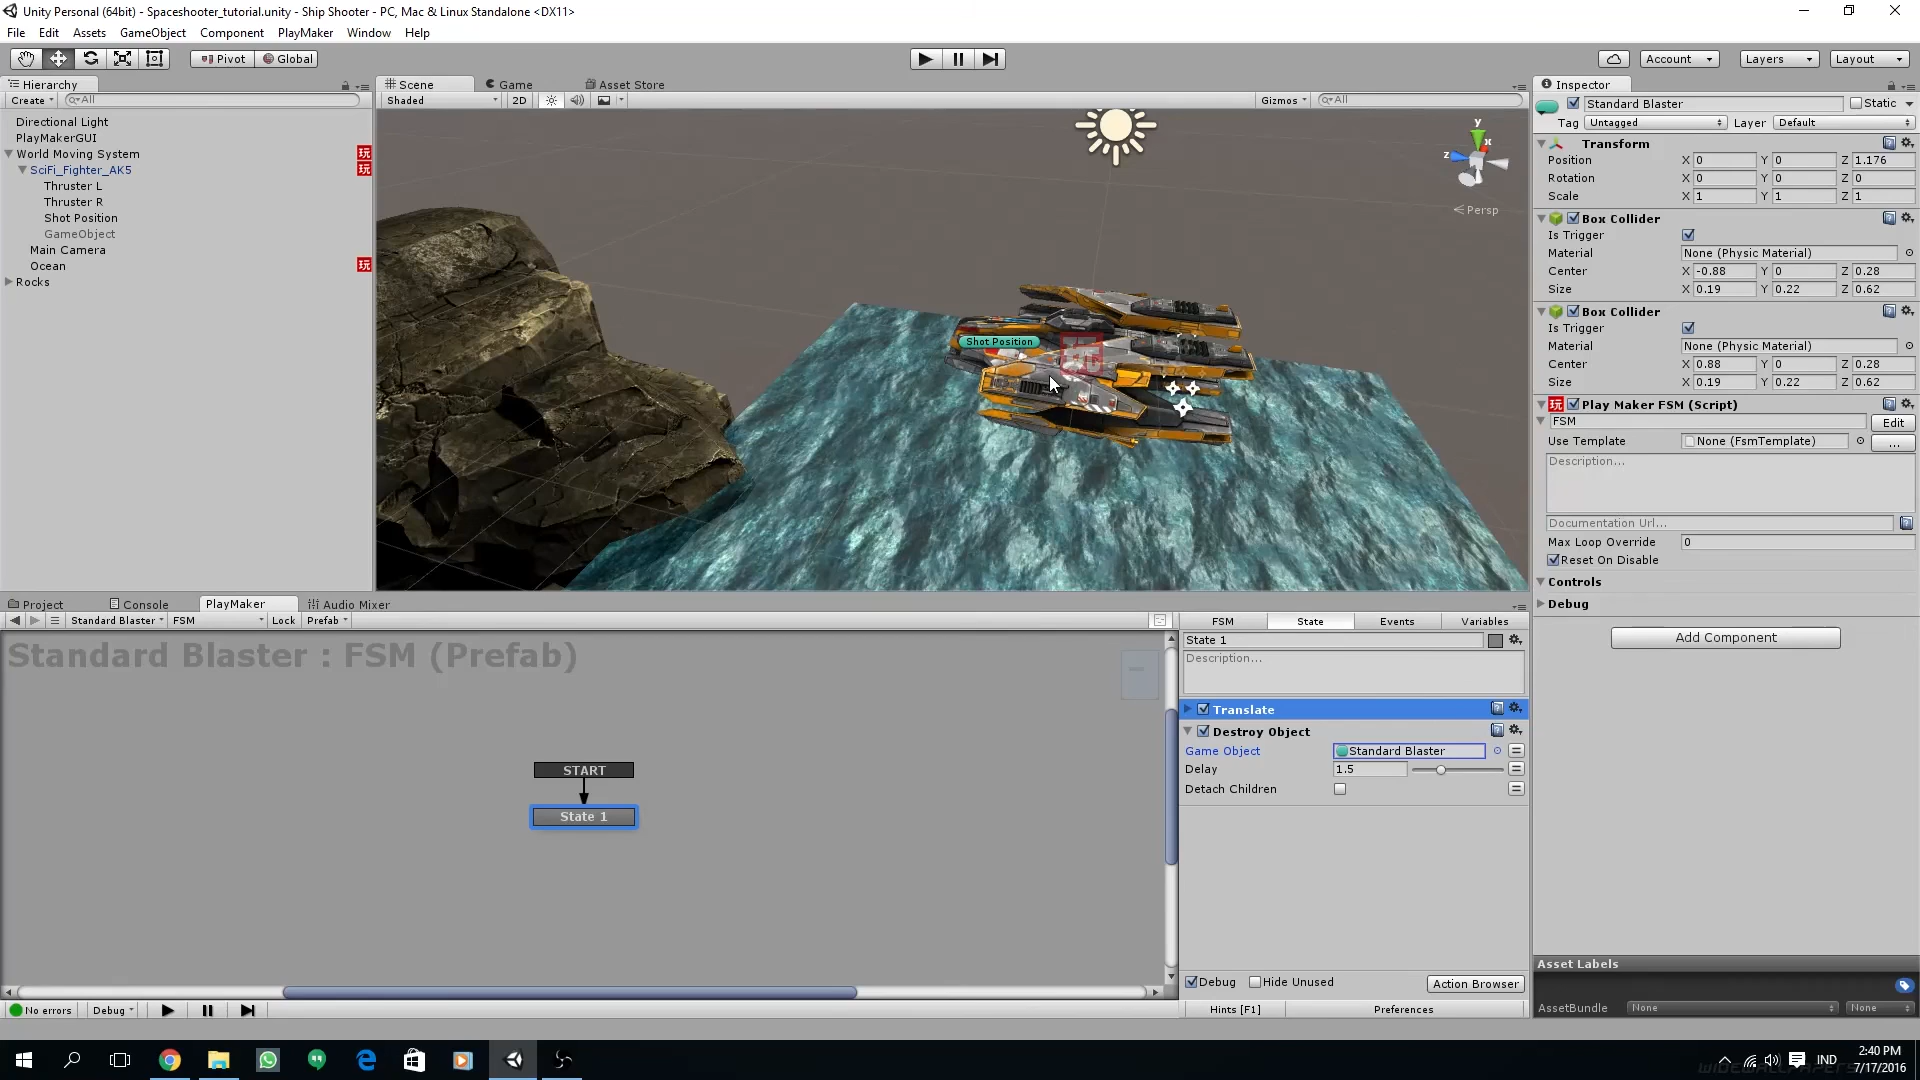 Unity Personal (64bit) - Spaceshooter_tutorial.unity - Ship Shooter - PC, Mac & Linux Standalone <DX11>
File Edit Assets GameObject Component PlayMaker Window Help
Pivot Global Account Layers Layout
Hierarchy
Create All
Directional Light
PlayMakerGUI
World Moving System 玩
SciFi_Fighter_AK5 玩
Thruster L
Thruster R
Shot Position
GameObject
Main Camera
Ocean 玩
Rocks
Scene Game Asset Store
Shaded 2D Gizmos All
y
x
z
Persp
Shot Position
Inspector
Standard Blaster Static
Tag Untagged Layer Default
Transform
Position X 0 Y 0 Z 1.176
Rotation X 0 Y 0 Z 0
Scale X 1 Y 1 Z 1
Box Collider
Is Trigger
Material None (Physic Material)
Center X -0.88 Y 0 Z 0.28
Size X 0.19 Y 0.22 Z 0.62
Box Collider
Is Trigger
Material None (Physic Material)
Center X 0.88 Y 0 Z 0.28
Size X 0.19 Y 0.22 Z 0.62
玩 Play Maker FSM (Script)
FSM Edit
Use Template None (FsmTemplate) ...
Description...
Documentation Url...
Max Loop Override 0
Reset On Disable
Controls
Debug
Add Component
Asset Labels
AssetBundle None None
Project Console PlayMaker Audio Mixer
Standard Blaster FSM Lock Prefab
Standard Blaster : FSM (Prefab)
START
State 1
FSM State Events Variables
State 1
Description...
Translate
Destroy Object
Game Object Standard Blaster
Delay 1.5
Detach Children
Debug Hide Unused Action Browser
No errors Debug
Hints [F1] Preferences
IND
2:40 PM
7/17/2016